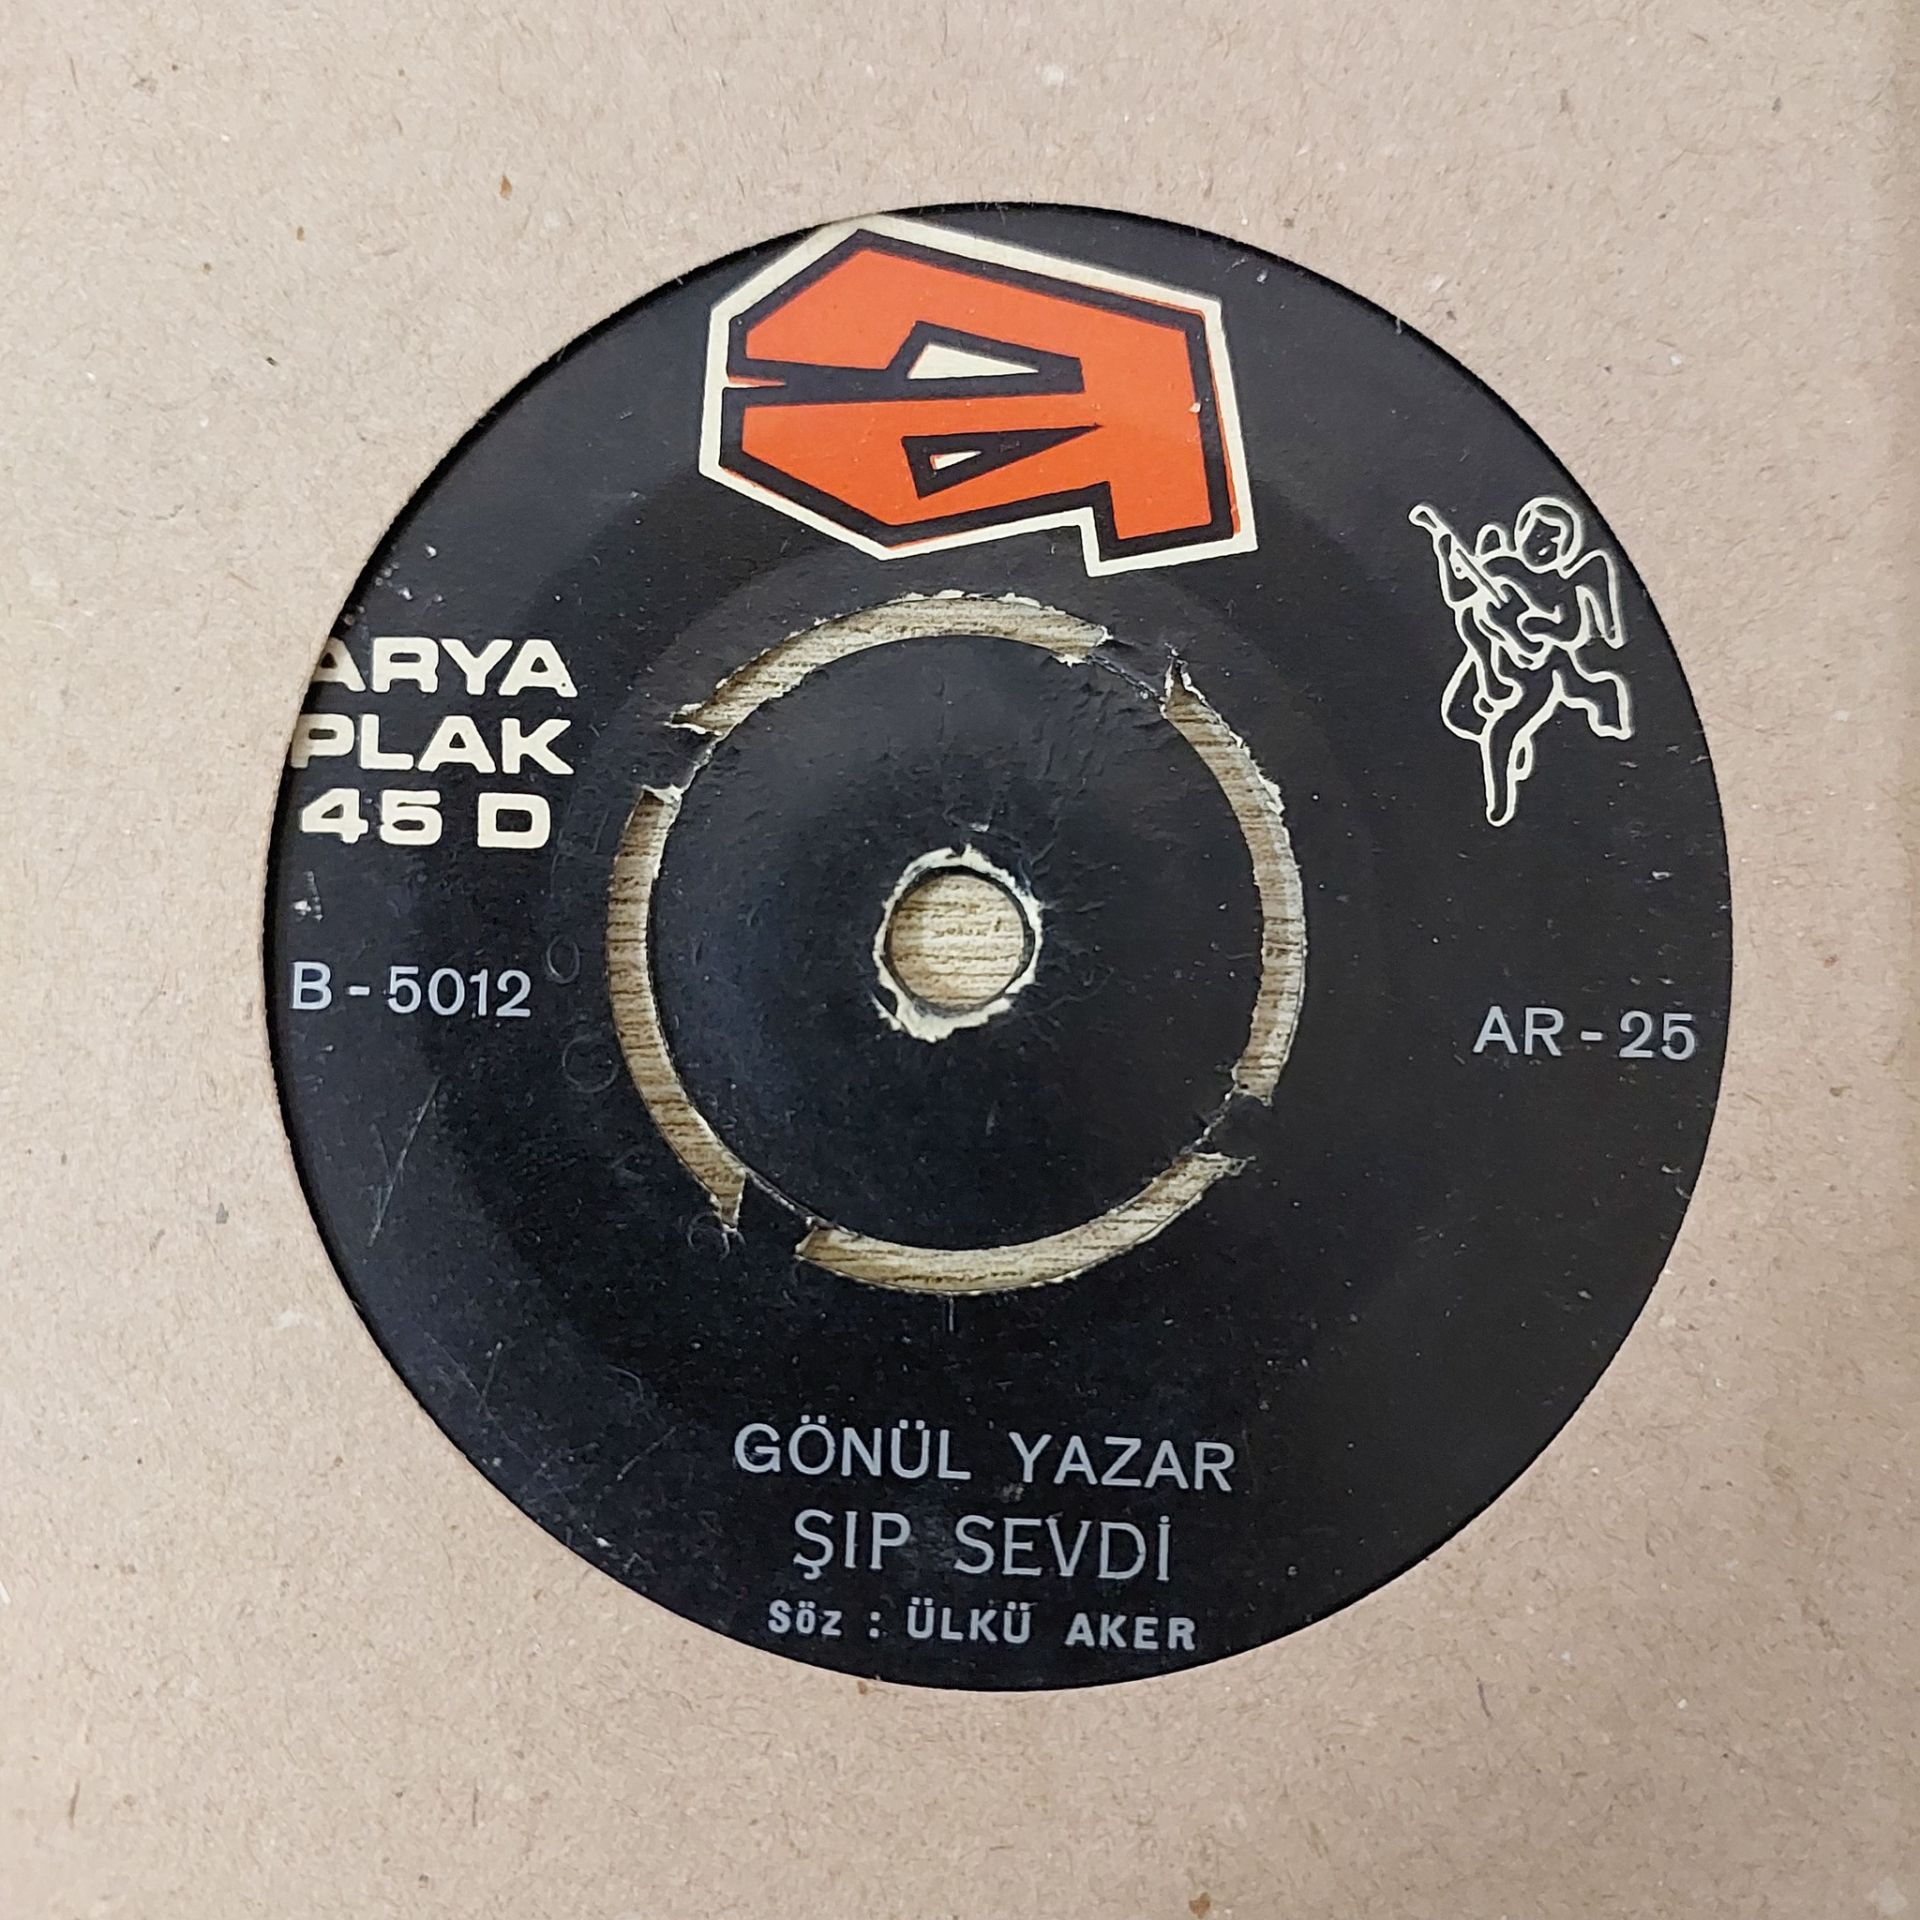 ARYA
PLAK
45 D
B - 5012
AR - 25
GÖNÜL YAZAR
ŞIP SEVDİ
Söz : ÜLKÜ AKER